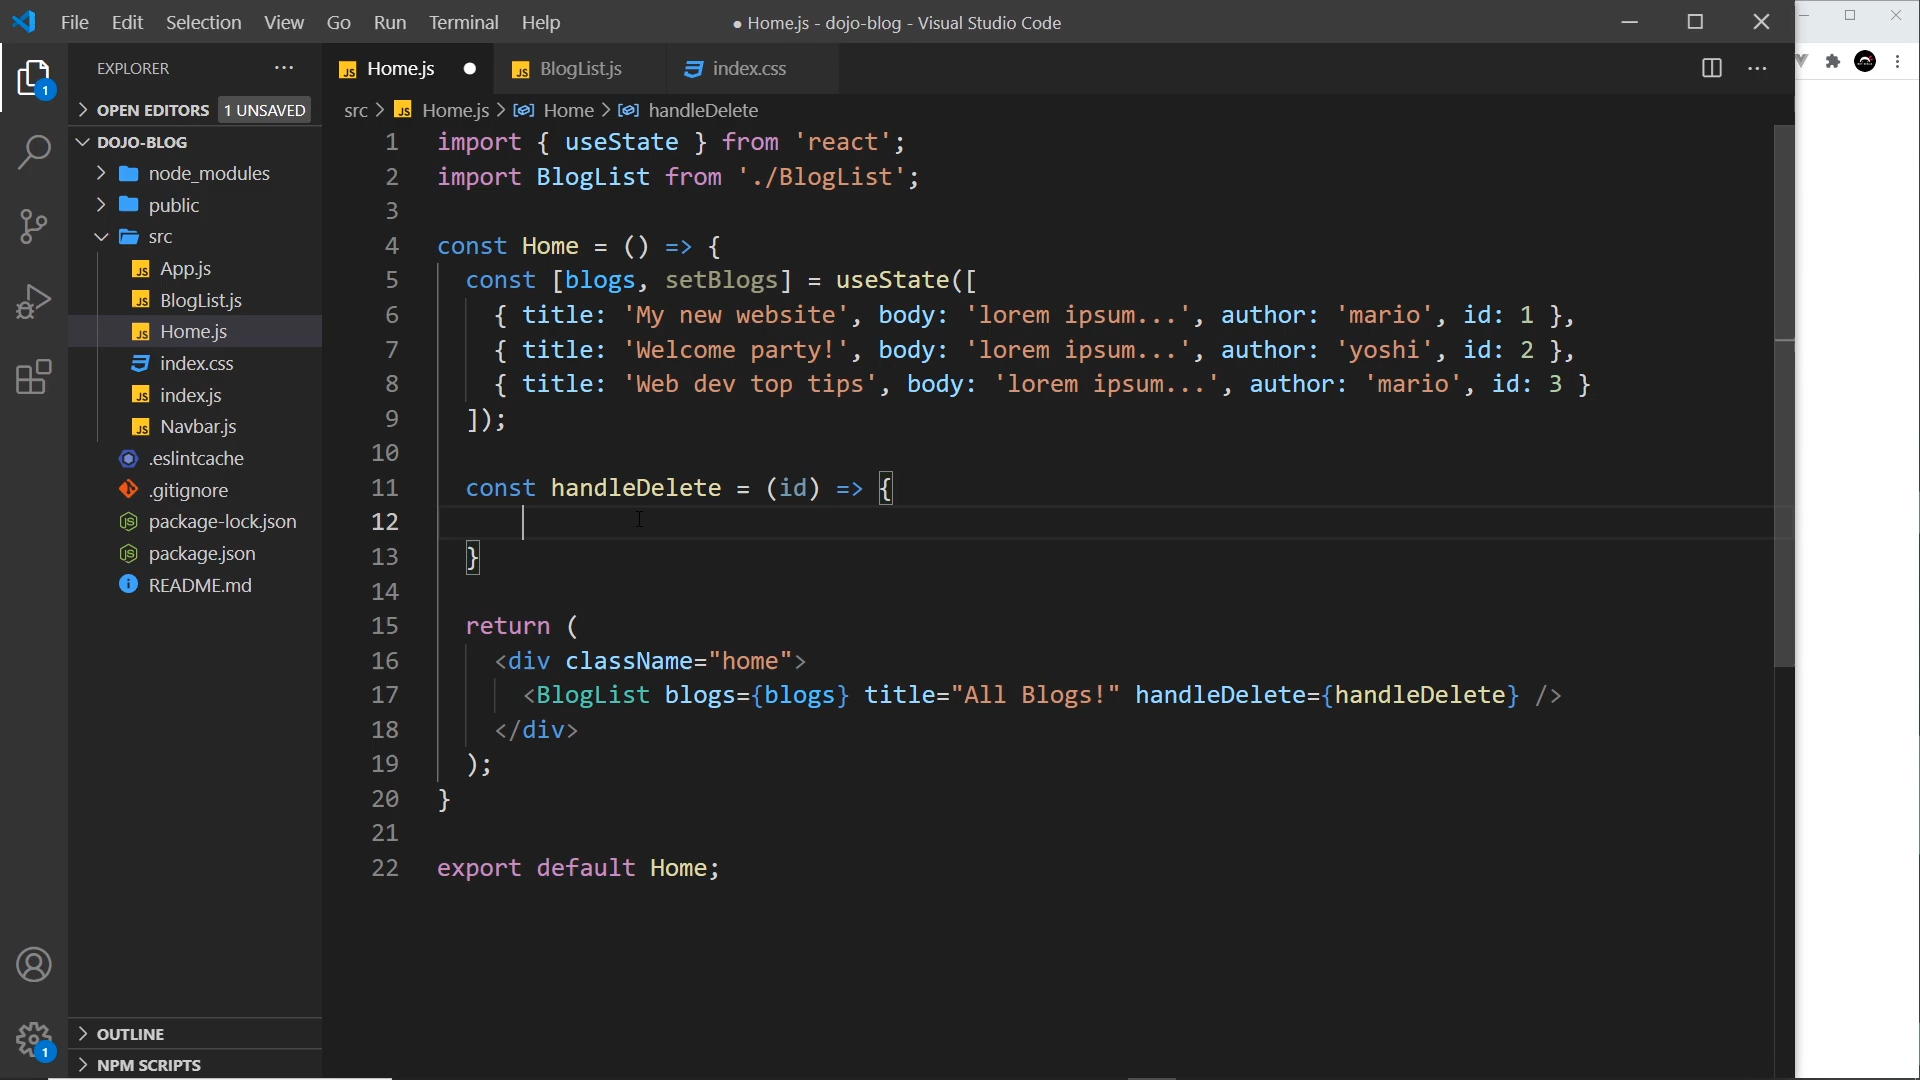 File Edit Selection View Go Run Terminal Help
● Home.js - dojo-blog - Visual Studio Code
EXPLORER
OPEN EDITORS 1 UNSAVED
DOJO-BLOG
node_modules
public
src
App.js
BlogList.js
Home.js
index.css
index.js
Navbar.js
.eslintcache
.gitignore
package-lock.json
package.json
README.md
OUTLINE
NPM SCRIPTS
1
1
Home.js BlogList.js index.css
src > Home.js > Home > handleDelete
1 import { useState } from 'react';
2 import BlogList from './BlogList';
3
4 const Home = () => {
5 const [blogs, setBlogs] = useState([
6 { title: 'My new website', body: 'lorem ipsum...', author: 'mario', id: 1 },
7 { title: 'Welcome party!', body: 'lorem ipsum...', author: 'yoshi', id: 2 },
8 { title: 'Web dev top tips', body: 'lorem ipsum...', author: 'mario', id: 3 }
9 ]);
10
11 const handleDelete = (id) => {
12
13 }
14
15 return (
16 <div className="home">
17 <BlogList blogs={blogs} title="All Blogs!" handleDelete={handleDelete} />
18 </div>
19 );
20 }
21
22 export default Home;